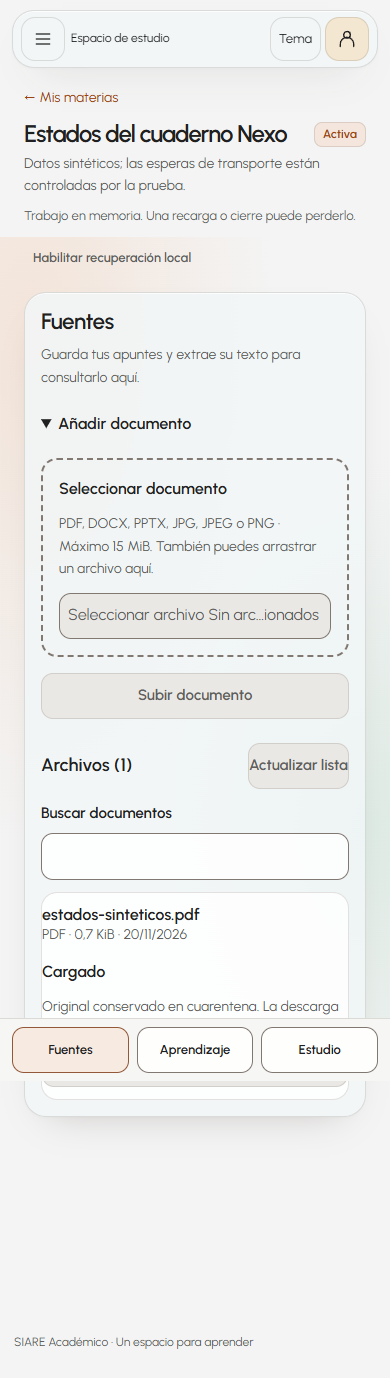 Espacio de estudio
Tema
← Mis materias
Estados del cuaderno Nexo
Activa
Datos sintéticos; las esperas de transporte están
controladas por la prueba.
Trabajo en memoria. Una recarga o cierre puede perderlo.
Habilitar recuperación local
Fuentes
Guarda tus apuntes y extrae su texto para
consultarlo aquí.
▼ Añadir documento
Seleccionar documento
PDF, DOCX, PPTX, JPG, JPEG o PNG ·
Máximo 15 MiB. También puedes arrastrar
un archivo aquí.
Seleccionar archivo Sin arc...ionados
Subir documento
Archivos (1)
Actualizar lista
Buscar documentos
estados-sinteticos.pdf
PDF · 0,7 KiB · 20/11/2026
Cargado
Original conservado en cuarentena. La descarga
Fuentes
Aprendizaje
Estudio
SIARE Académico · Un espacio para aprender